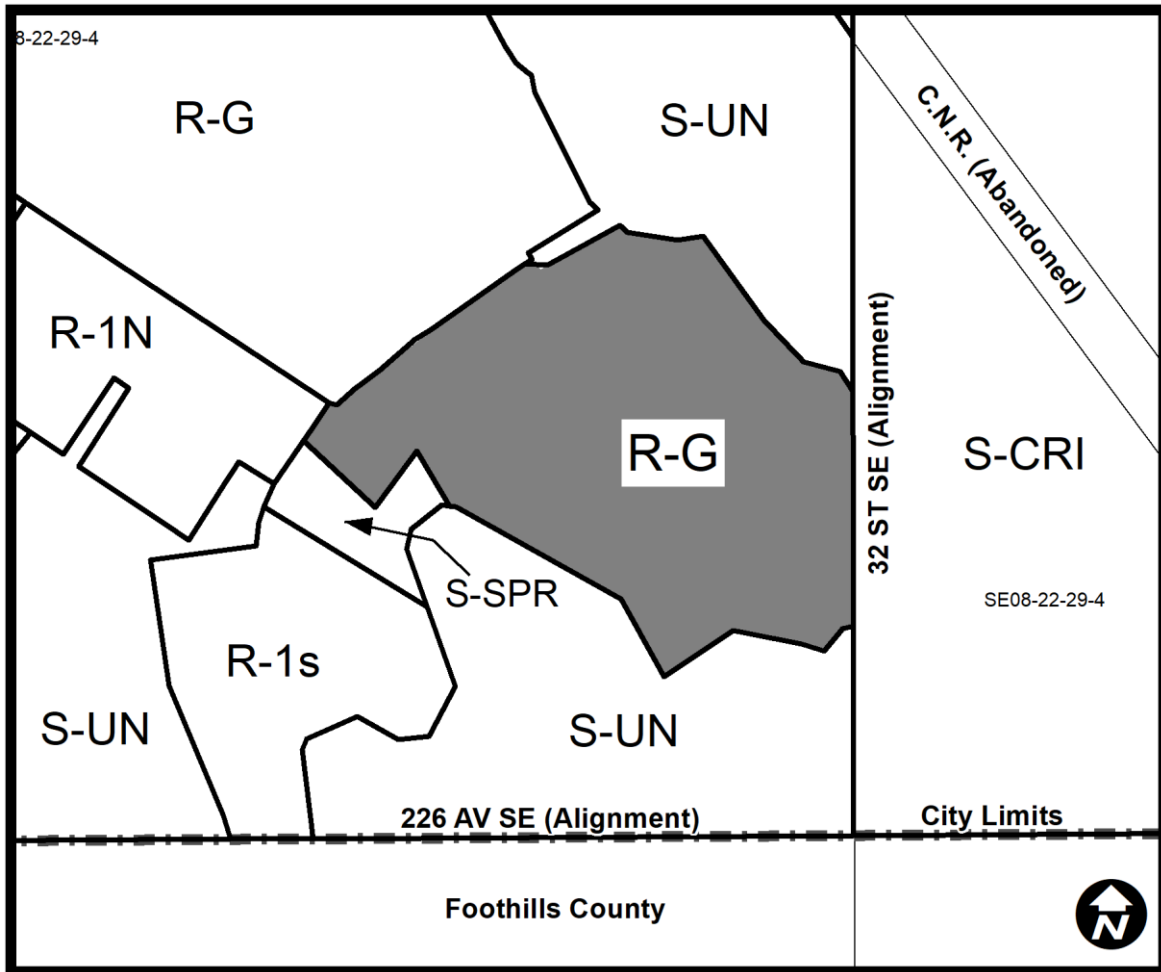 8-22-29-4
R-G
S-UN
C.N.R. (Abandoned)
R-1N
32 ST SE (Alignment)
R-G
S-CRI
S-SPR
SE08-22-29-4
R-1s
S-UN
S-UN
226 AV SE (Alignment)
City Limits
Foothills County
N